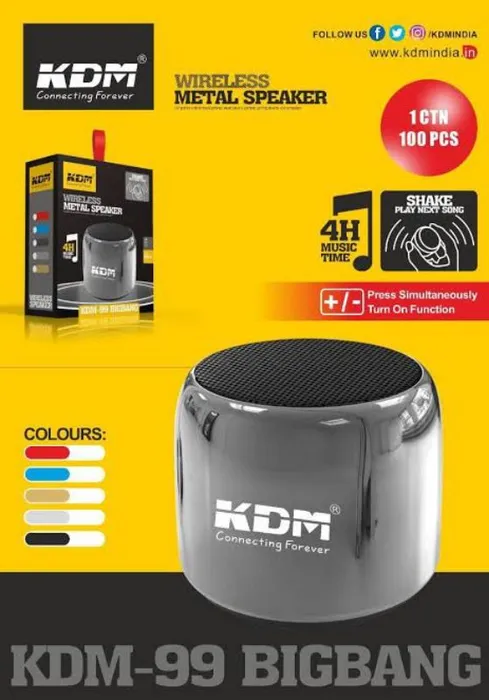 FOLLOW US /KDMINDIA
www.kdmindia.in
KDM®
Connecting Forever
WIRELESS
METAL SPEAKER
1 CTN
100 PCS
KDM
KDM
WIRELESS
METAL SPEAKER
4H
KDM
WIRELESS
SPEAKER
KDM-99 BIGBANG
4H
MUSIC
TIME
SHAKE
PLAY NEXT SONG
+/-
Press Simultaneously
Turn On Function
COLOURS:
KDM®
Connecting Forever
KDM-99 BIGBANG